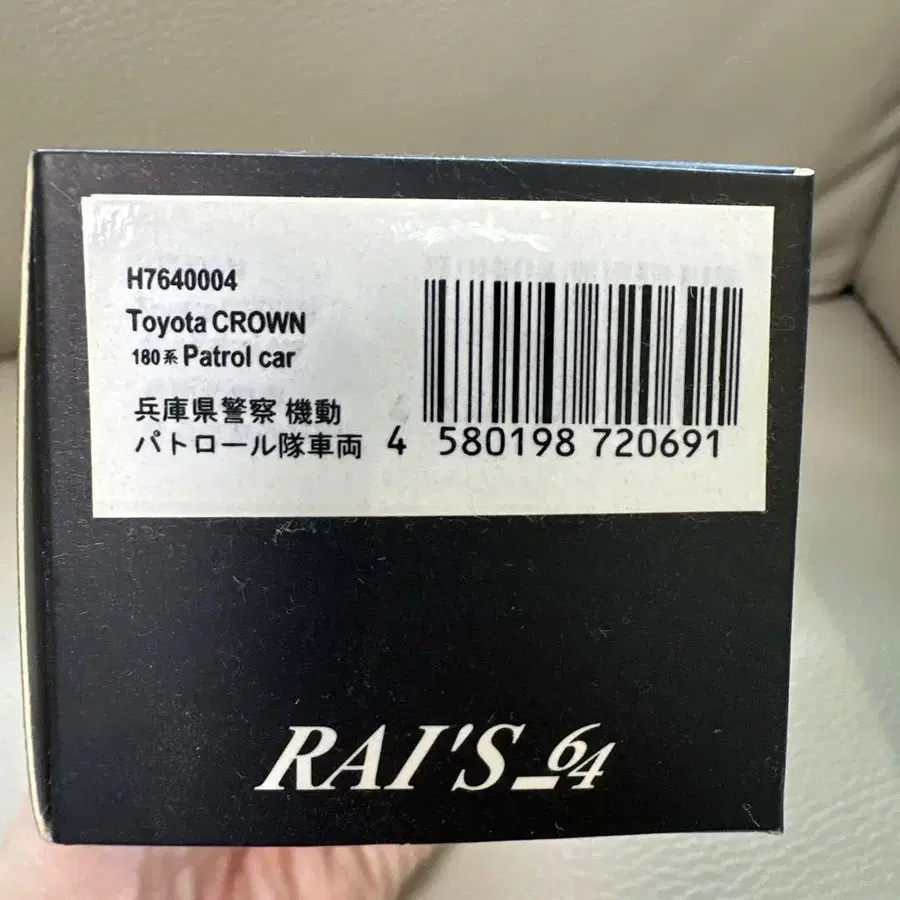 H7640004
Toyota CROWN
180系 Patrol car
兵庫県警察 機動
パトロール隊車両
4 580198 720691
RAI'S_64